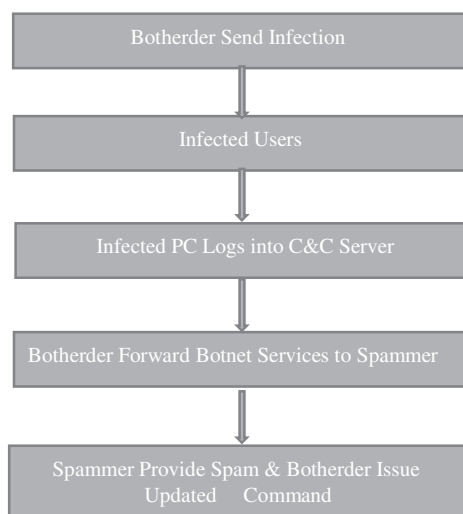 Botherder Send Infection
Infected Users
Infected PC Logs into C&C Server
Botherder Forward Botnet Services to Spammer
Spammer Provide Spam & Botherder Issue
Updated Command